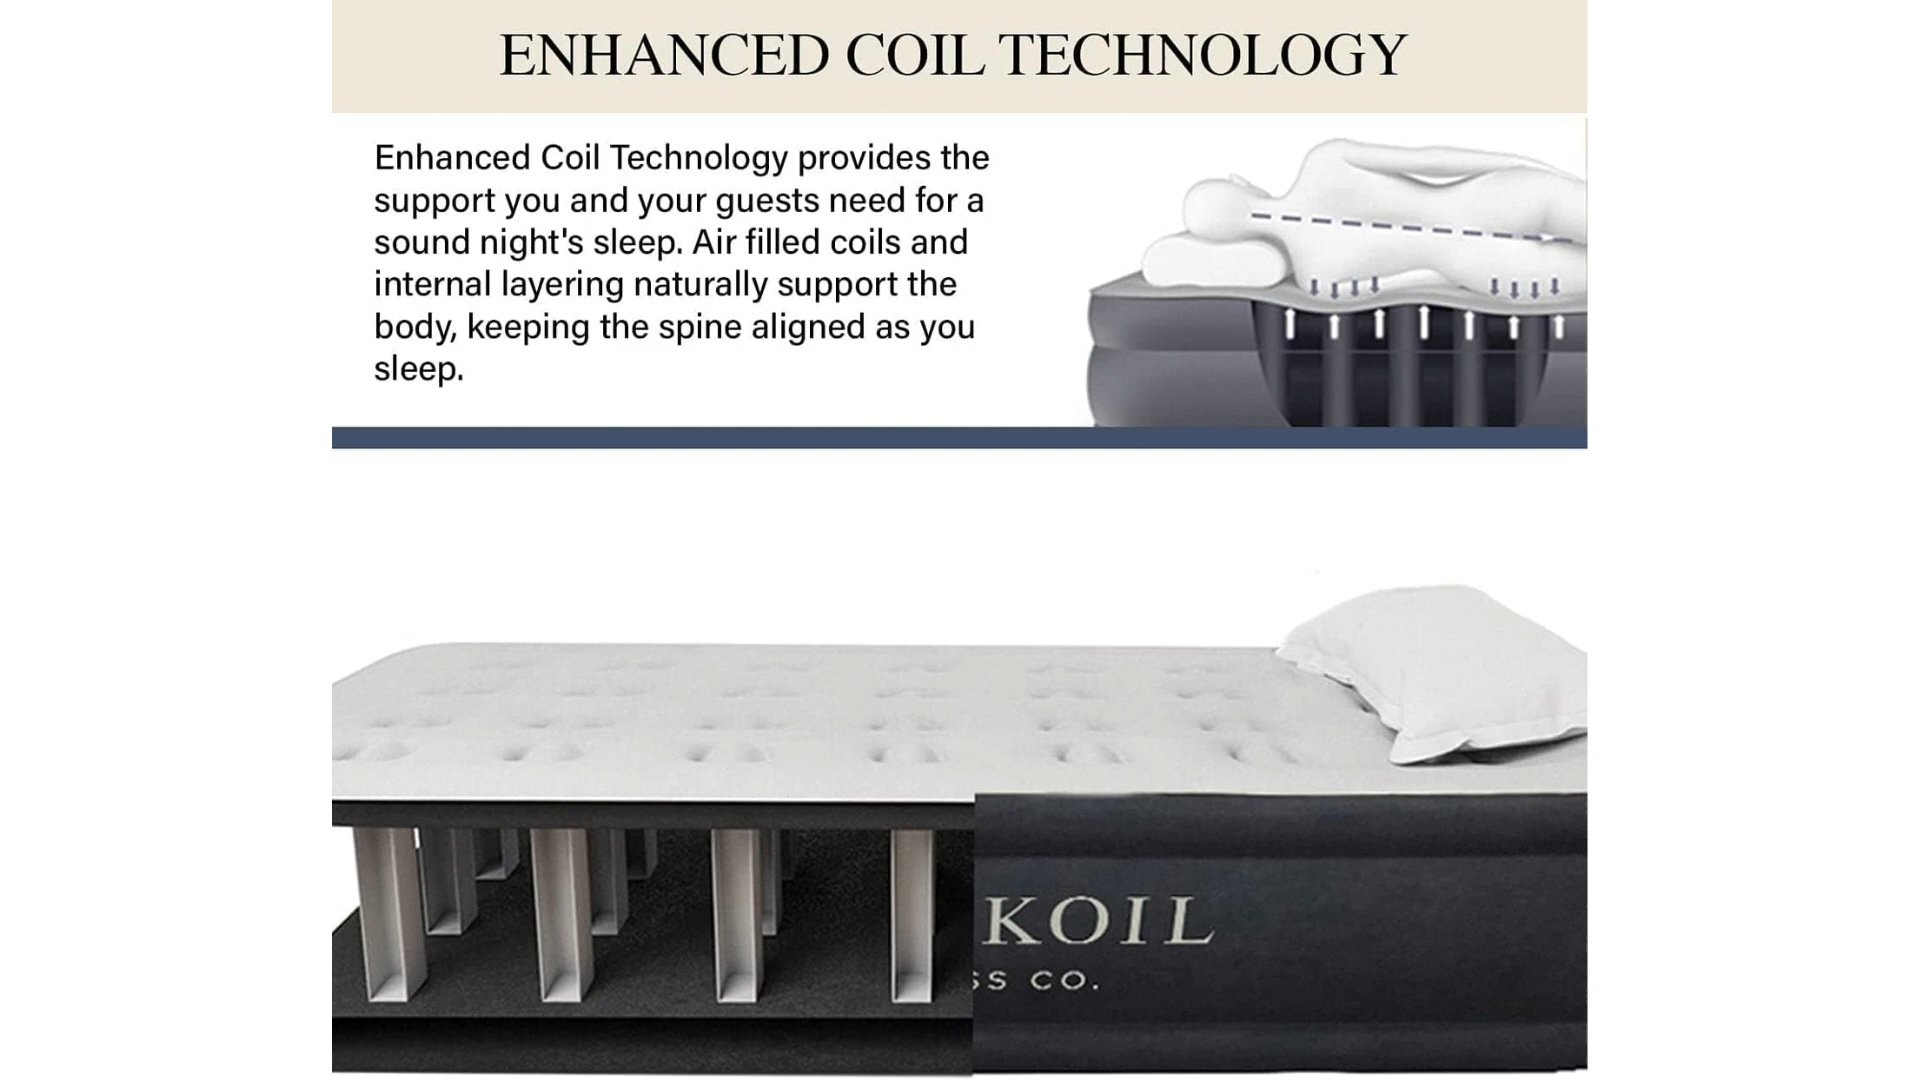 ENHANCED COIL TECHNOLOGY
Enhanced Coil Technology provides the
support you and your guests need for a
sound night's sleep. Air filled coils and
internal layering naturally support the
body, keeping the spine aligned as you
sleep.
KOIL
SS CO.